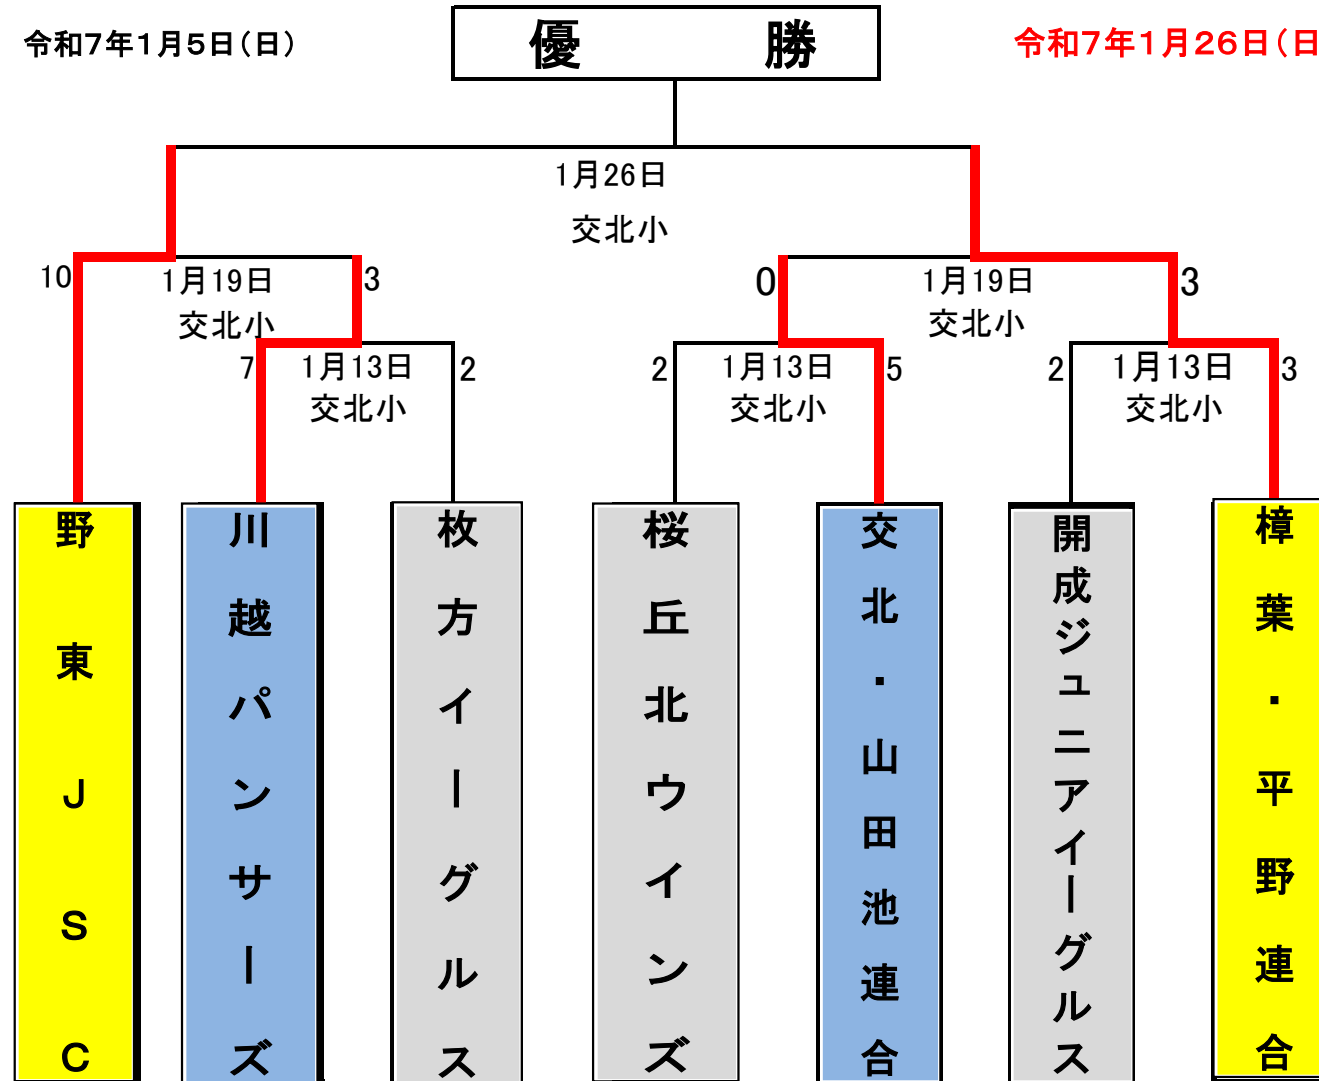 令和7年1月5日(日)
優 勝
令和7年1月26日(日
1月26日
交北小
10
1月19日
交北小
3
0
1月19日
交北小
3
7
1月13日
交北小
2
2
1月13日
交北小
5
2
1月13日
交北小
3
野東JSC
川越パンサーズ
枚方イーグルス
桜丘北ウインズ
交北・山田池連合
開成ジュニアイーグルス
樟葉・平野連合